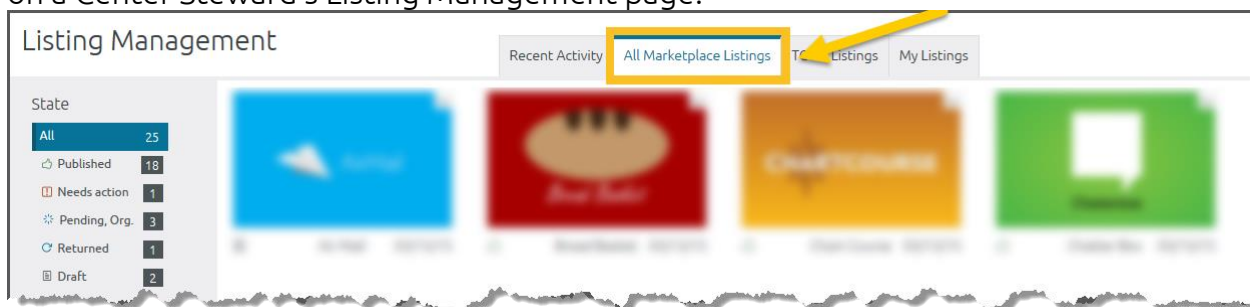 on a Center Steward's Listing Management page.
Listing Management
Recent Activity All Marketplace Listings Listings My Listings
State
All 25
Published 18
Needs action 1
Pending, Org. 3
Returned 1
Draft 2
CHARTCOURSE